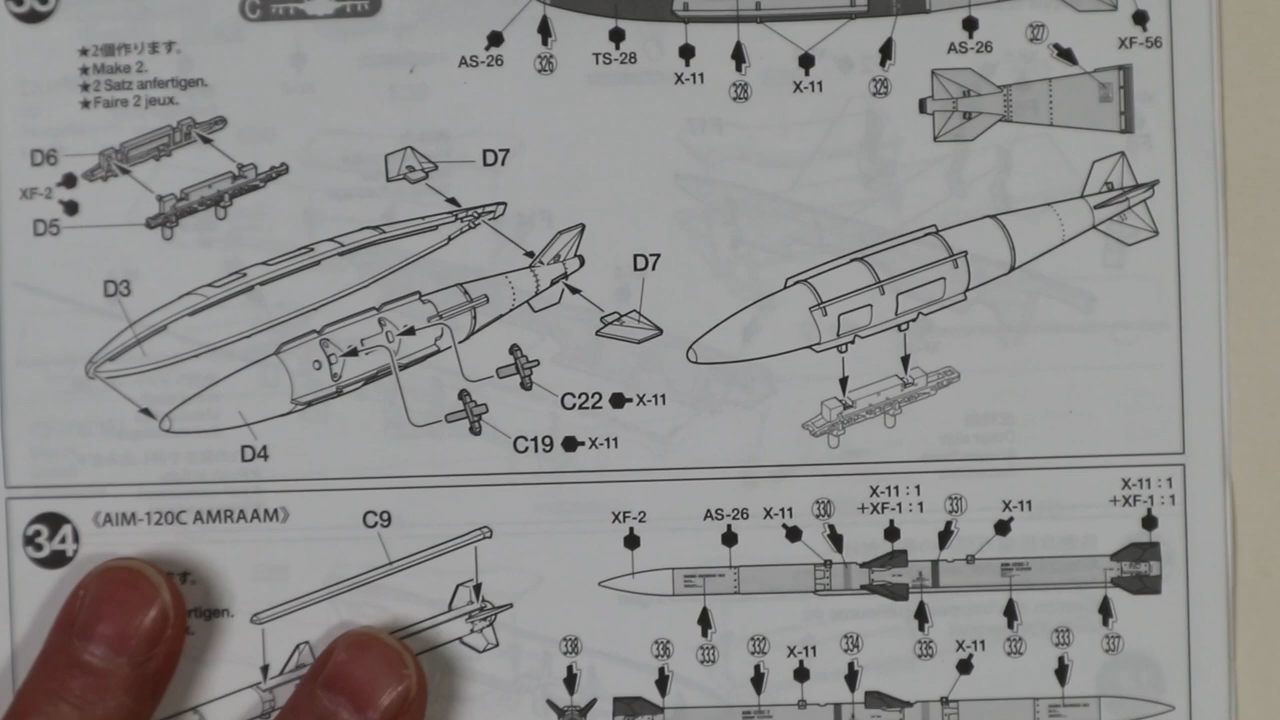 33
C
AS-26
326
TS-28
X-11
328
X-11
329
AS-26
327
XF-56
★2個作ります。
★Make 2.
★2 Satz anfertigen.
★Faire 2 jeux.
D6
XF-2
D5
D7
D3
D7
C22 X-11
C19 X-11
D4
34
《AIM-120C AMRAAM》
C9
す。
rtigen.
XF-2
AS-26
X-11
330
X-11 : 1
+XF-1 : 1
331
X-11
X-11 : 1
+XF-1 : 1
333
335
332
337
338
336
332
X-11
334
X-11
333